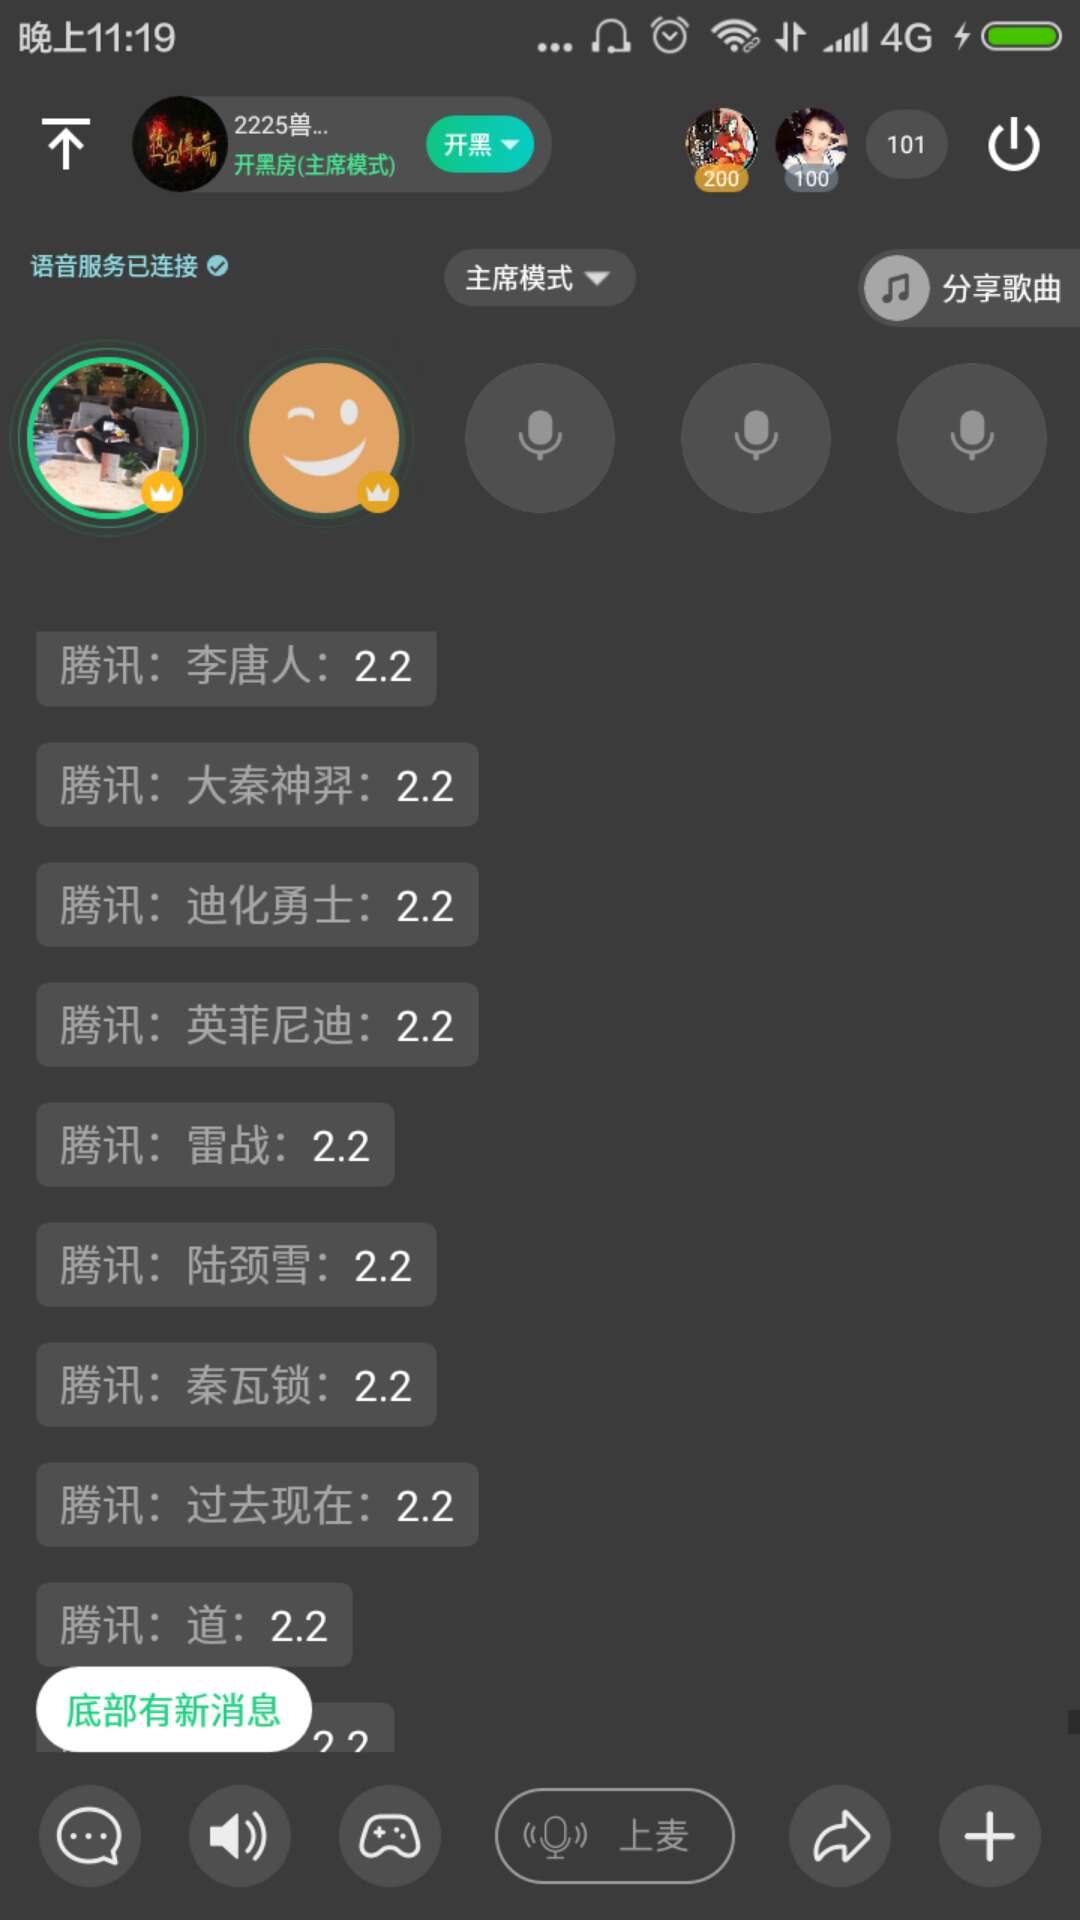 晚上11:19
4G
2225兽...
开黑房(主席模式)
开黑
200
100
101
语音服务已连接
主席模式
分享歌曲
腾讯：李唐人：2.2
腾讯：大秦神羿：2.2
腾讯：迪化勇士：2.2
腾讯：英菲尼迪：2.2
腾讯：雷战：2.2
腾讯：陆颈雪：2.2
腾讯：秦瓦锁：2.2
腾讯：过去现在：2.2
腾讯：道：2.2
底部有新消息
2.2
上麦